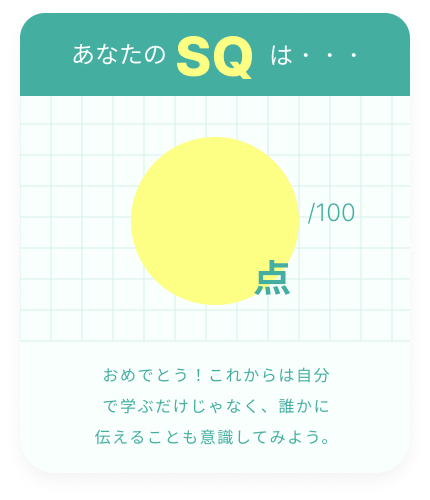 あなたの SQ は・・・
/100
点
おめでとう！これからは自分
で学ぶだけじゃなく、誰かに
伝えることも意識してみよう。